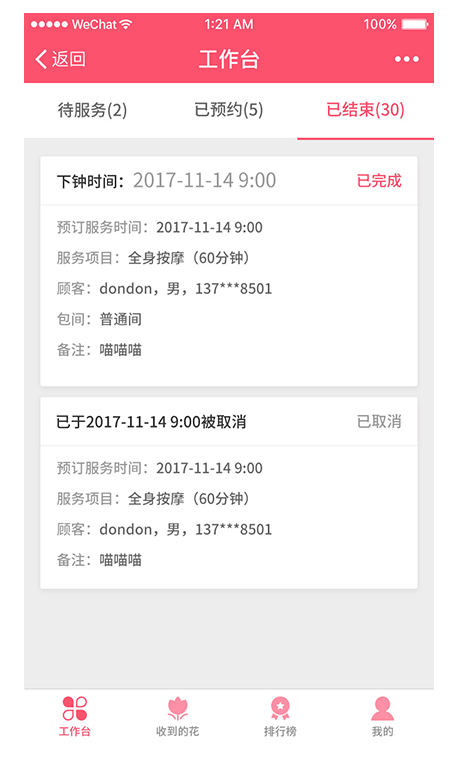 WeChat 1:21 AM 100%
返回 工作台
待服务(2) 已预约(5) 已结束(30)
下钟时间：2017-11-14 9:00 已完成
预订服务时间：2017-11-14 9:00
服务项目：全身按摩（60分钟）
顾客：dondon，男，137***8501
包间：普通间
备注：喵喵喵
已于2017-11-14 9:00被取消 已取消
预订服务时间：2017-11-14 9:00
服务项目：全身按摩（60分钟）
顾客：dondon，男，137***8501
备注：喵喵喵
工作台 收到的花 排行榜 我的